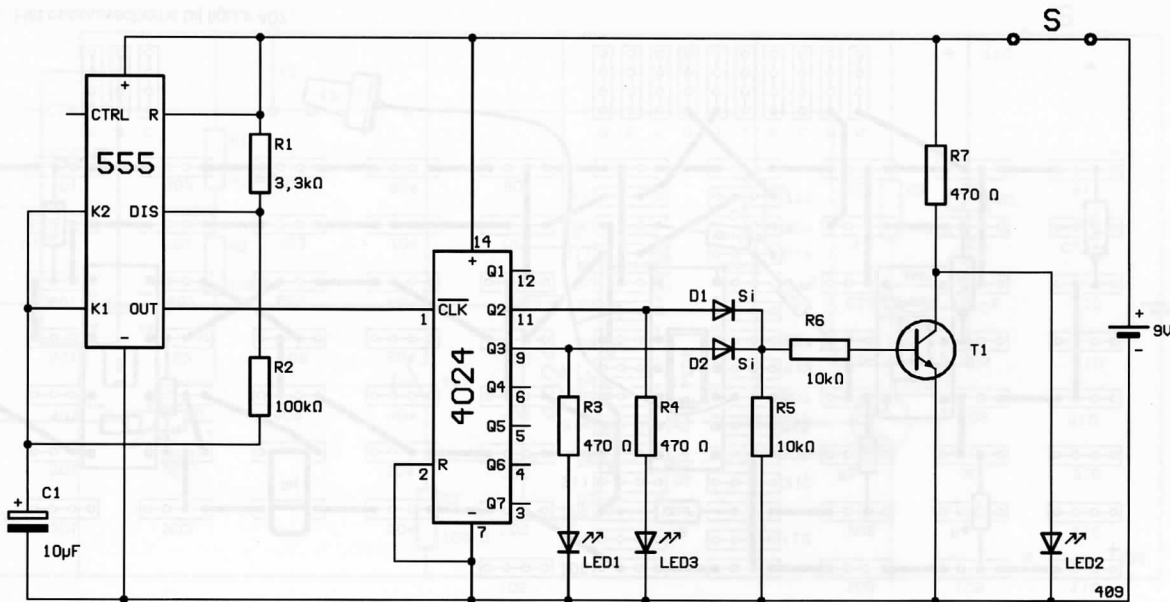 S
+
CTRL R
555
R1
3,3kΩ
K2 DIS
K1 OUT
-
R2
100kΩ
+
C1
10µF
14
+
4024
Q1 12
CLK
1
Q2 11
Q3 9
Q4 6
Q5 5
Q6 4
Q7 3
R
2
-
7
D1 Si
D2 Si
R3
470 Ω
R4
470 Ω
R5
10kΩ
R6
10kΩ
R7
470 Ω
T1
+
9V
-
LED1
LED3
LED2
409